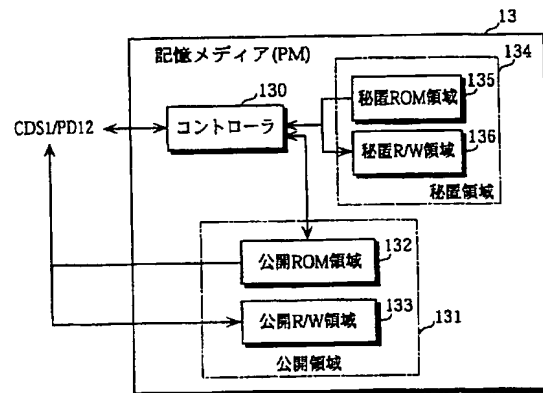 13
記憶メディア(PM)
134
130
135
秘匿ROM領域
CDS1/PD12
コントローラ
136
秘匿R/W領域
秘匿領域
公開ROM領域
132
公開R/W領域
133
131
公開領域